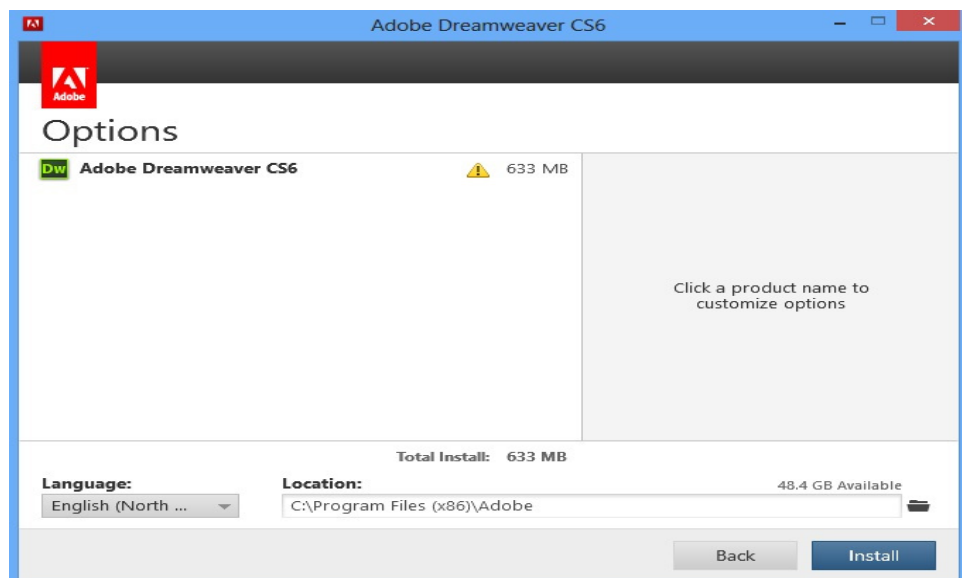 Adobe Dreamweaver CS6
Adobe
Options
Dw Adobe Dreamweaver CS6 633 MB
Click a product name to
customize options
Total Install: 633 MB
Language:
English (North ...
Location:
48.4 GB Available
C:\Program Files (x86)\Adobe
Back
Install